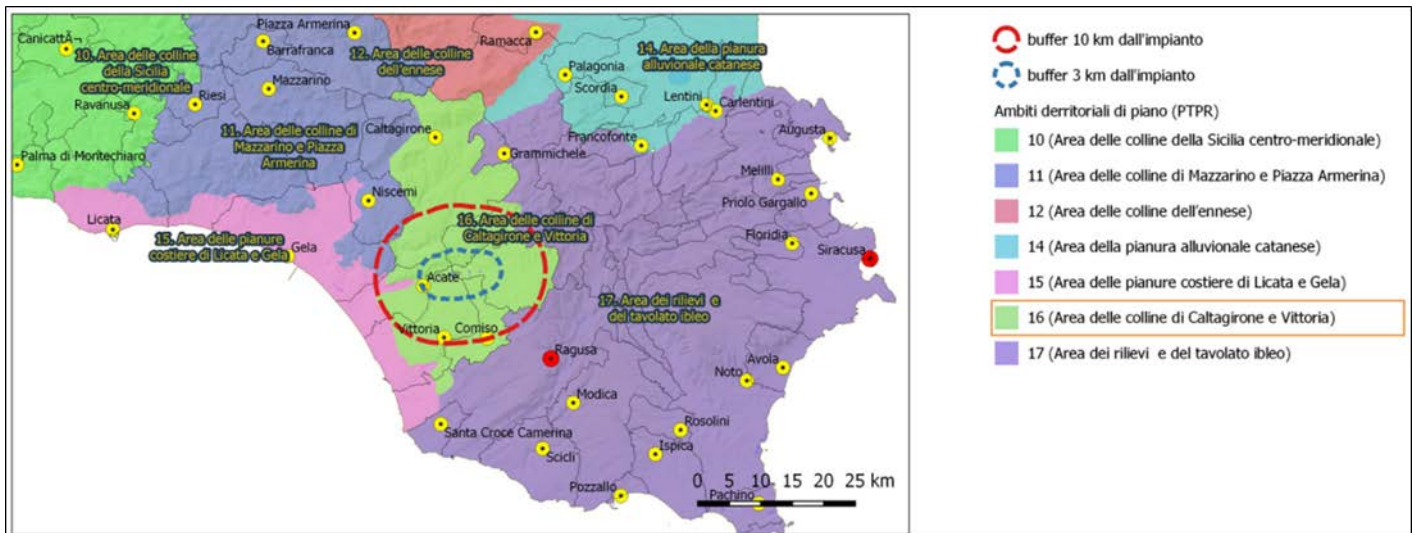 Piazza Armerina
CanicattÃ¬
Barrafranca
10. Area delle colline
della Sicilia
centro-meridionale
12. Area delle colline
dell'ennese
Ramacca
14. Area della pianura
alluvionale catanese
Mazzarino
Ravanusa
Riesi
Palagonia
Scordia
Lentini
Carlentini
11. Area delle colline di
Mazzarino e Piazza
Armerina
Caltagirone
Francofonte
Augusta
Palma di Montechiaro
Grammichele
Niscemi
Melilli
Priolo Gargallo
Licata
15. Area delle pianure
costiere di Licata e Gela
Gela
16. Area delle colline di
Caltagirone e Vittoria
Floridia
Siracusa
Acate
17. Area dei rilievi e
del tavolato ibleo
Vittoria
Comiso
Ragusa
Avola
Noto
Modica
Santa Croce Camerina
Rosolini
Scicli
Ispica
Pozzallo
Pachino
0 5 10 15 20 25 km
buffer 10 km dall'impianto
buffer 3 km dall'impianto
Ambiti derritoriali di piano (PTPR)
10 (Area delle colline della Sicilia centro-meridionale)
11 (Area delle colline di Mazzarino e Piazza Armerina)
12 (Area delle colline dell'ennese)
14 (Area della pianura alluvionale catanese)
15 (Area delle pianure costiere di Licata e Gela)
16 (Area delle colline di Caltagirone e Vittoria)
17 (Area dei rilievi e del tavolato ibleo)